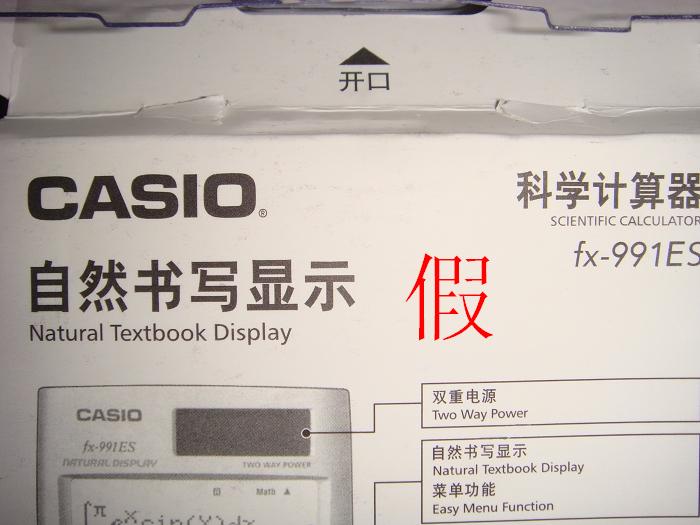 开口
CASIO®
科学计算器
SCIENTIFIC CALCULATOR
fx-991ES
自然书写显示
Natural Textbook Display
假
CASIO
fx-991ES
NATURAL DISPLAY
TWO WAY POWER
Math ▲
双重电源
Two Way Power
自然书写显示
Natural Textbook Display
菜单功能
Easy Menu Function